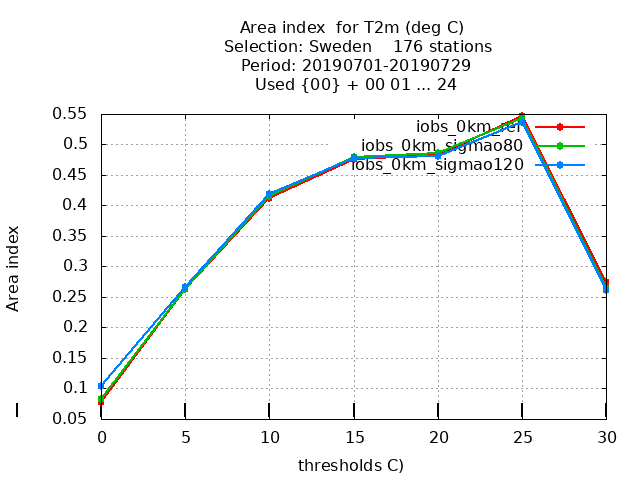 Area index for T2m (deg C)
Selection: Sweden 176 stations
Period: 20190701-20190729
Used {00} + 00 01 ... 24
iobs_0km_ref
iobs_0km_sigmao80
iobs_0km_sigmao120
Area index
0.55
0.5
0.45
0.4
0.35
0.3
0.25
0.2
0.15
0.1
0.05
0 5 10 15 20 25 30
thresholds C)